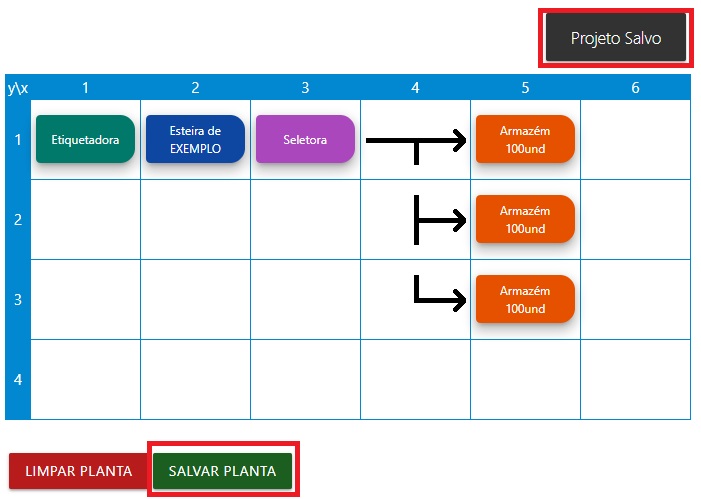 Projeto Salvo
y\x 1 2 3 4 5 6
1 Etiquetadora Esteira de EXEMPLO Seletora Armazém 100und
2 Armazém 100und
3 Armazém 100und
4
LIMPAR PLANTA SALVAR PLANTA